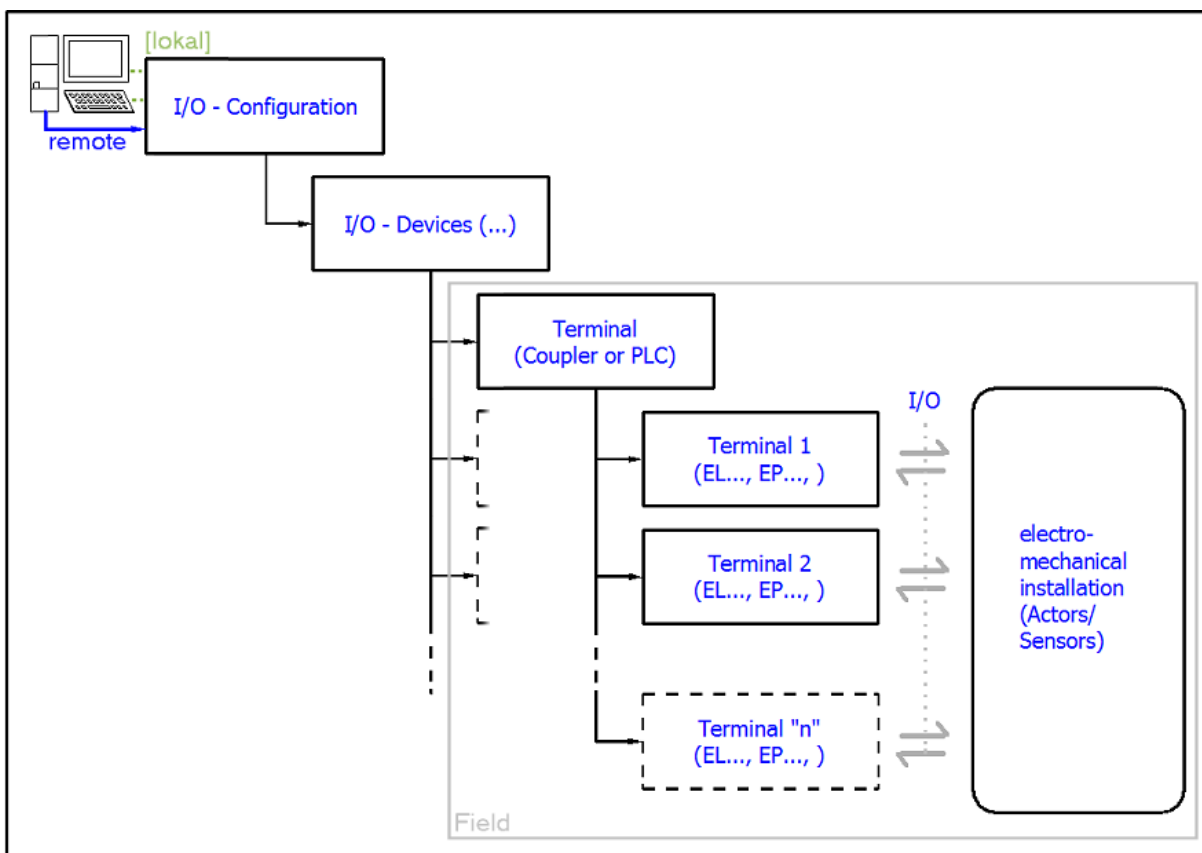 [lokal]
I/O - Configuration
remote
I/O - Devices (...)
Terminal
(Coupler or PLC)
I/O
Terminal 1
(EL..., EP..., )
Terminal 2
(EL..., EP..., )
Terminal "n"
(EL..., EP..., )
electro-
mechanical
installation
(Actors/
Sensors)
Field